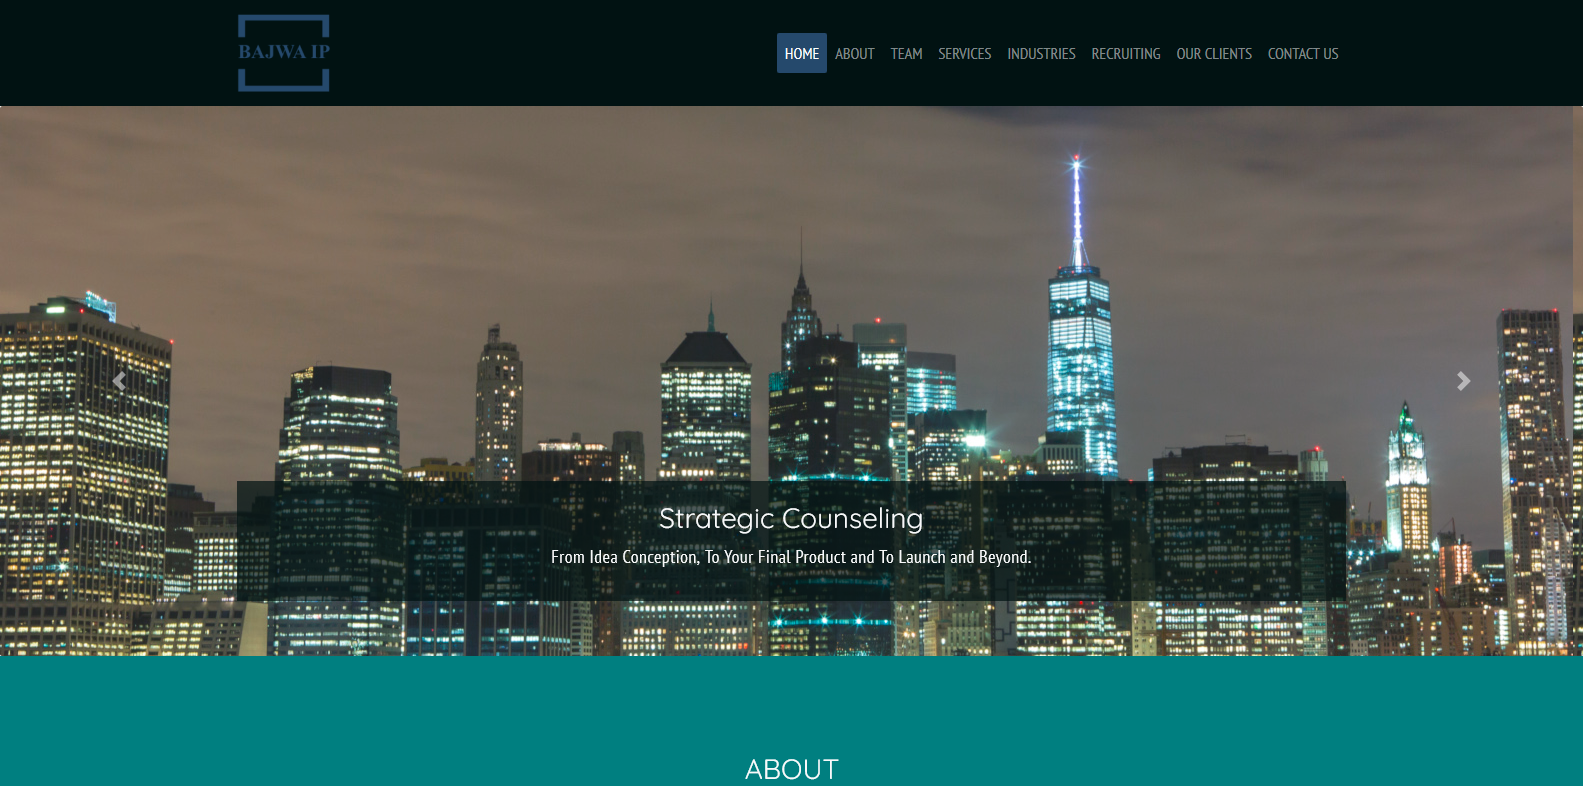 BAJWA IP
HOME ABOUT TEAM SERVICES INDUSTRIES RECRUITING OUR CLIENTS CONTACT US
Strategic Counseling
From Idea Conception, To Your Final Product and To Launch and Beyond.
ABOUT